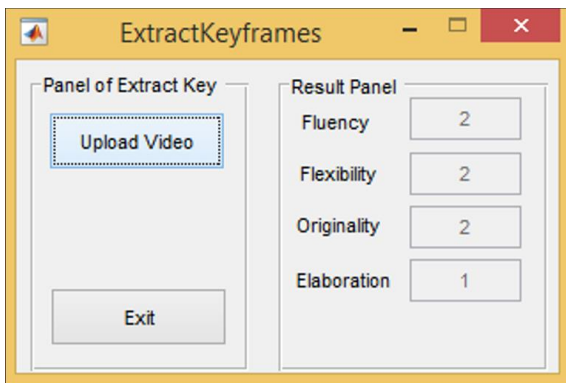 ExtractKeyframes
Panel of Extract Key
Upload Video
Exit
Result Panel
Fluency 2
Flexibility 2
Originality 2
Elaboration 1